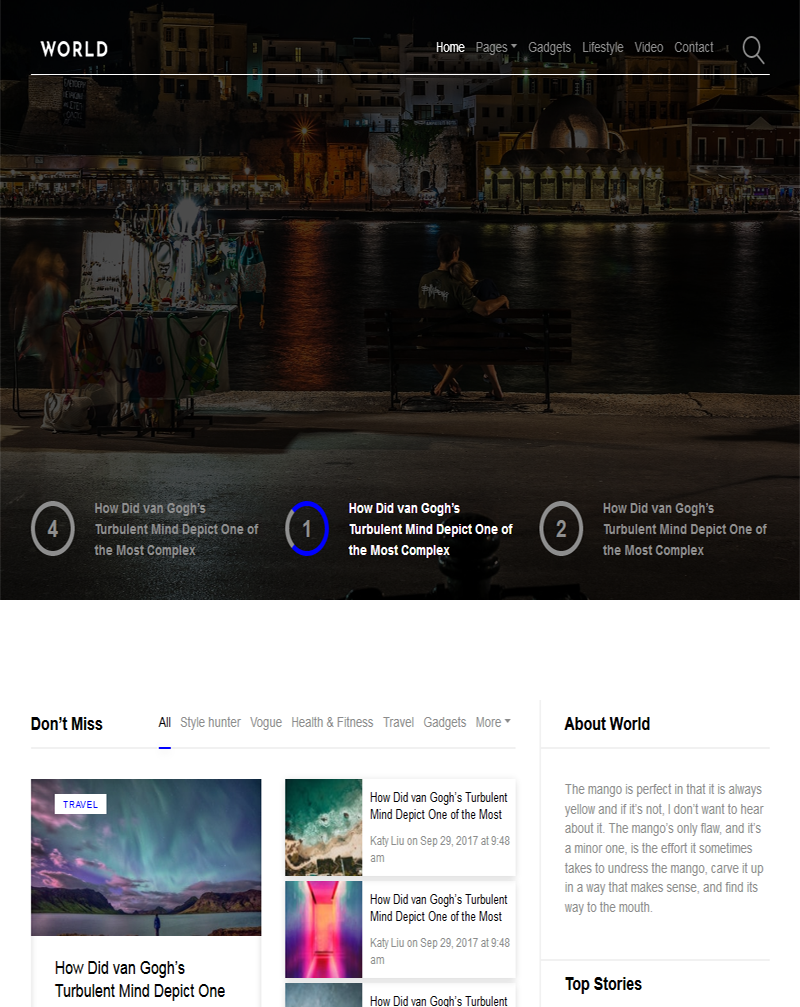 WORLD
Home Pages Gadgets Lifestyle Video Contact
4
How Did van Gogh’s
Turbulent Mind Depict One of
the Most Complex
1
How Did van Gogh’s
Turbulent Mind Depict One of
the Most Complex
2
How Did van Gogh’s
Turbulent Mind Depict One of
the Most Complex
Don’t Miss
All Style hunter Vogue Health & Fitness Travel Gadgets More
TRAVEL
How Did van Gogh’s
Turbulent Mind Depict One
How Did van Gogh’s Turbulent
Mind Depict One of the Most
Katy Liu on Sep 29, 2017 at 9:48
am
How Did van Gogh’s Turbulent
Mind Depict One of the Most
Katy Liu on Sep 29, 2017 at 9:48
am
How Did van Gogh’s Turbulent
About World
The mango is perfect in that it is always
yellow and if it’s not, I don’t want to hear
about it. The mango’s only flaw, and it’s
a minor one, is the effort it sometimes
takes to undress the mango, carve it up
in a way that makes sense, and find its
way to the mouth.
Top Stories